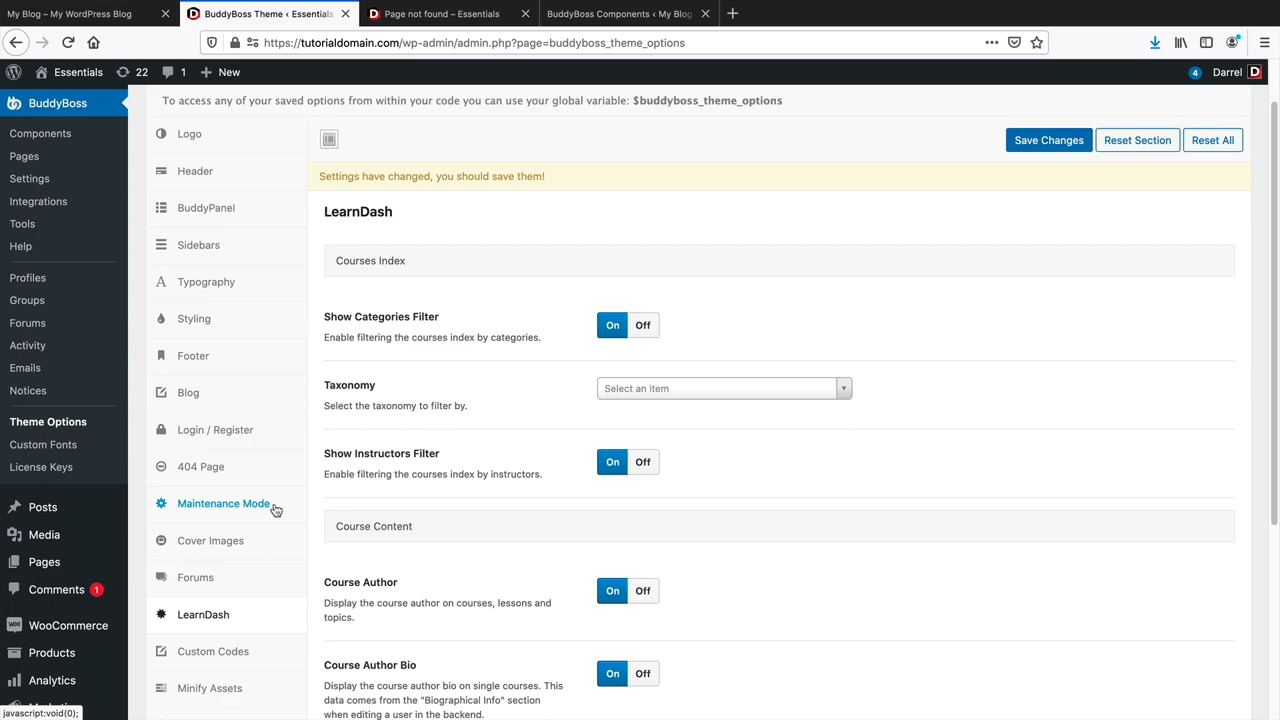 My Blog – My WordPress Blog
BuddyBoss Theme ‹ Essentials
Page not found – Essentials
BuddyBoss Components ‹ My Blog
https://tutorialdomain.com/wp-admin/admin.php?page=buddyboss_theme_options
Essentials
22
1
New
4
Darrel
BuddyBoss
Components
Pages
Settings
Integrations
Tools
Help
Profiles
Groups
Forums
Activity
Emails
Notices
Theme Options
Custom Fonts
License Keys
Posts
Media
Pages
Comments 1
WooCommerce
Products
Analytics
javascript:void(0);
To access any of your saved options from within your code you can use your global variable: $buddyboss_theme_options
Logo
Header
BuddyPanel
Sidebars
Typography
Styling
Footer
Blog
Login / Register
404 Page
Maintenance Mode
Cover Images
Forums
LearnDash
Custom Codes
Minify Assets
Save Changes
Reset Section
Reset All
Settings have changed, you should save them!
LearnDash
Courses Index
Show Categories Filter
Enable filtering the courses index by categories.
On Off
Taxonomy
Select the taxonomy to filter by.
Select an item
Show Instructors Filter
Enable filtering the courses index by instructors.
On Off
Course Content
Course Author
Display the course author on courses, lessons and
topics.
On Off
Course Author Bio
Display the course author bio on single courses. This
data comes from the "Biographical Info" section
when editing a user in the backend.
On Off